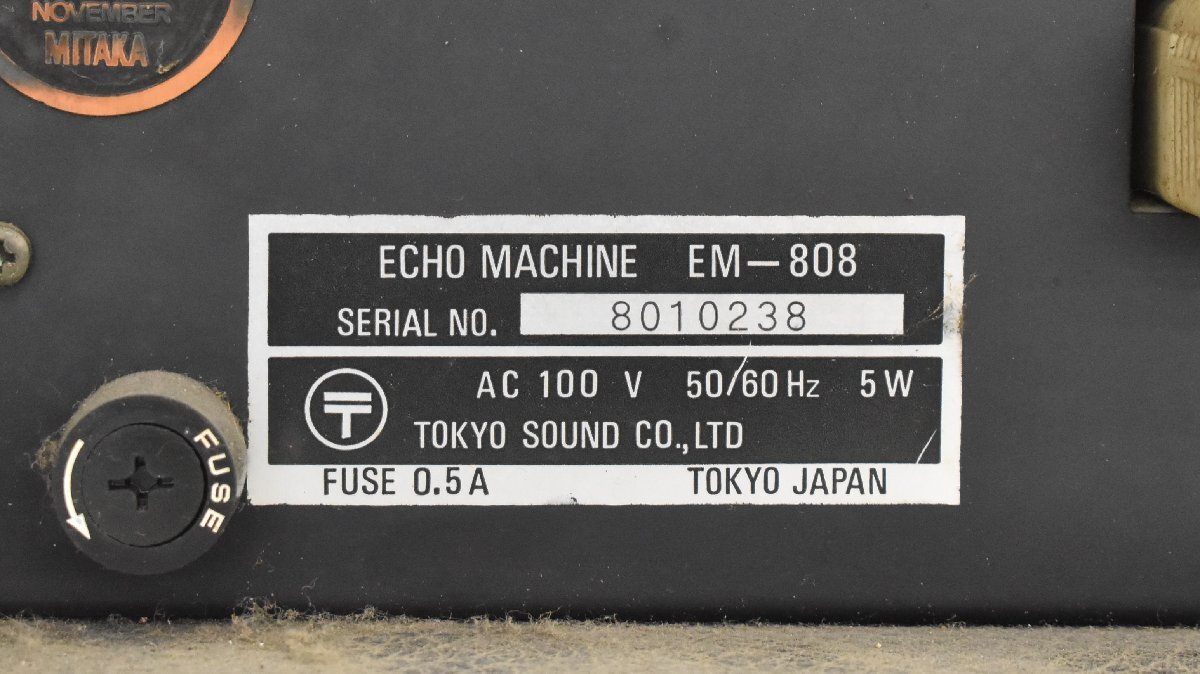 NOVEMBER
MITAKA
ECHO MACHINE EM—808
SERIAL NO. 8010238
〒 AC 100 V 50/60 Hz 5 W
TOKYO SOUND CO.,LTD
FUSE 0.5 A TOKYO JAPAN
FUSE